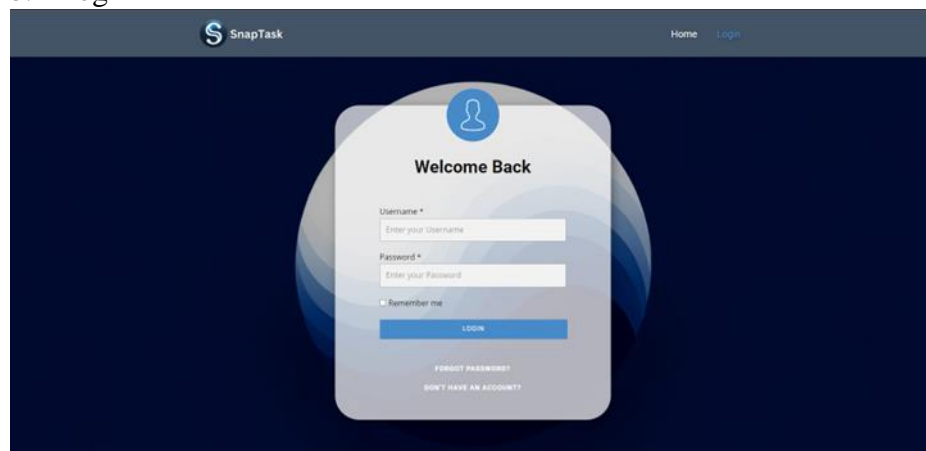 SnapTask
Home Login
Welcome Back
Username *
Enter your Username
Password *
Enter your Password
Remember me
LOGIN
FORGOT PASSWORD?
DON'T HAVE AN ACCOUNT?